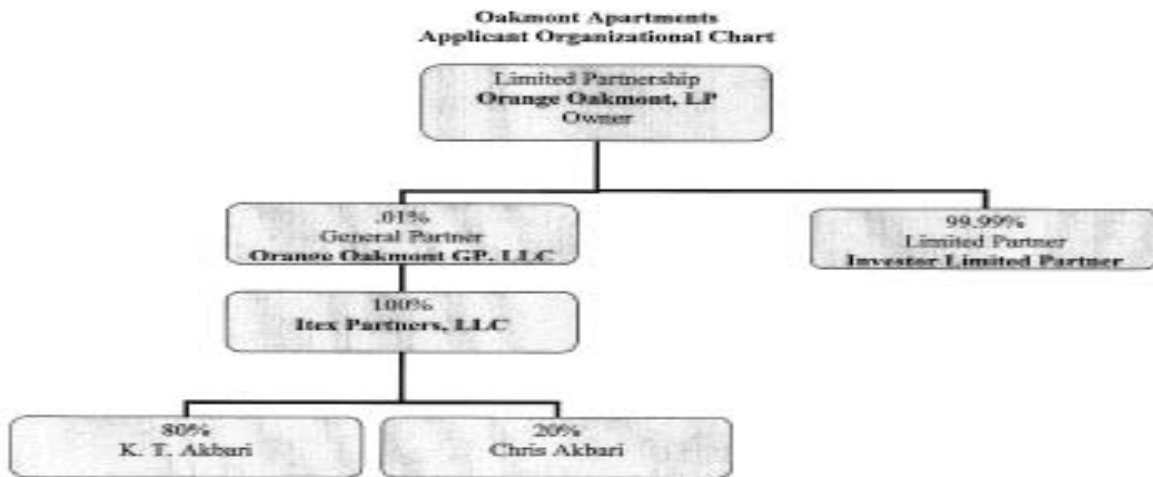 Oakmont Apartments
Applicant Organizational Chart
Limited Partnership
Orange Oakmont, LP
Owner
.01%
General Partner
Orange Oakmont GP, LLC
99.99%
Limited Partner
Investor Limited Partner
100%
Itex Partners, LLC
80%
K. T. Akbari
20%
Chris Akbari